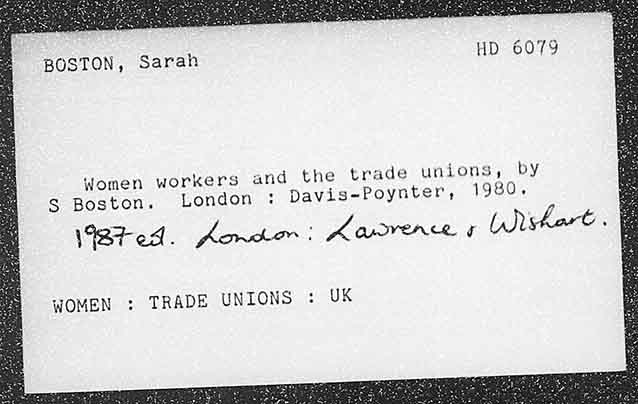 BOSTON, Sarah
HD 6079
Women workers and the trade unions, by
S Boston. London : Davis-Poynter, 1980.
1987 ed. London: Lawrence & Wishart.
WOMEN : TRADE UNIONS : UK